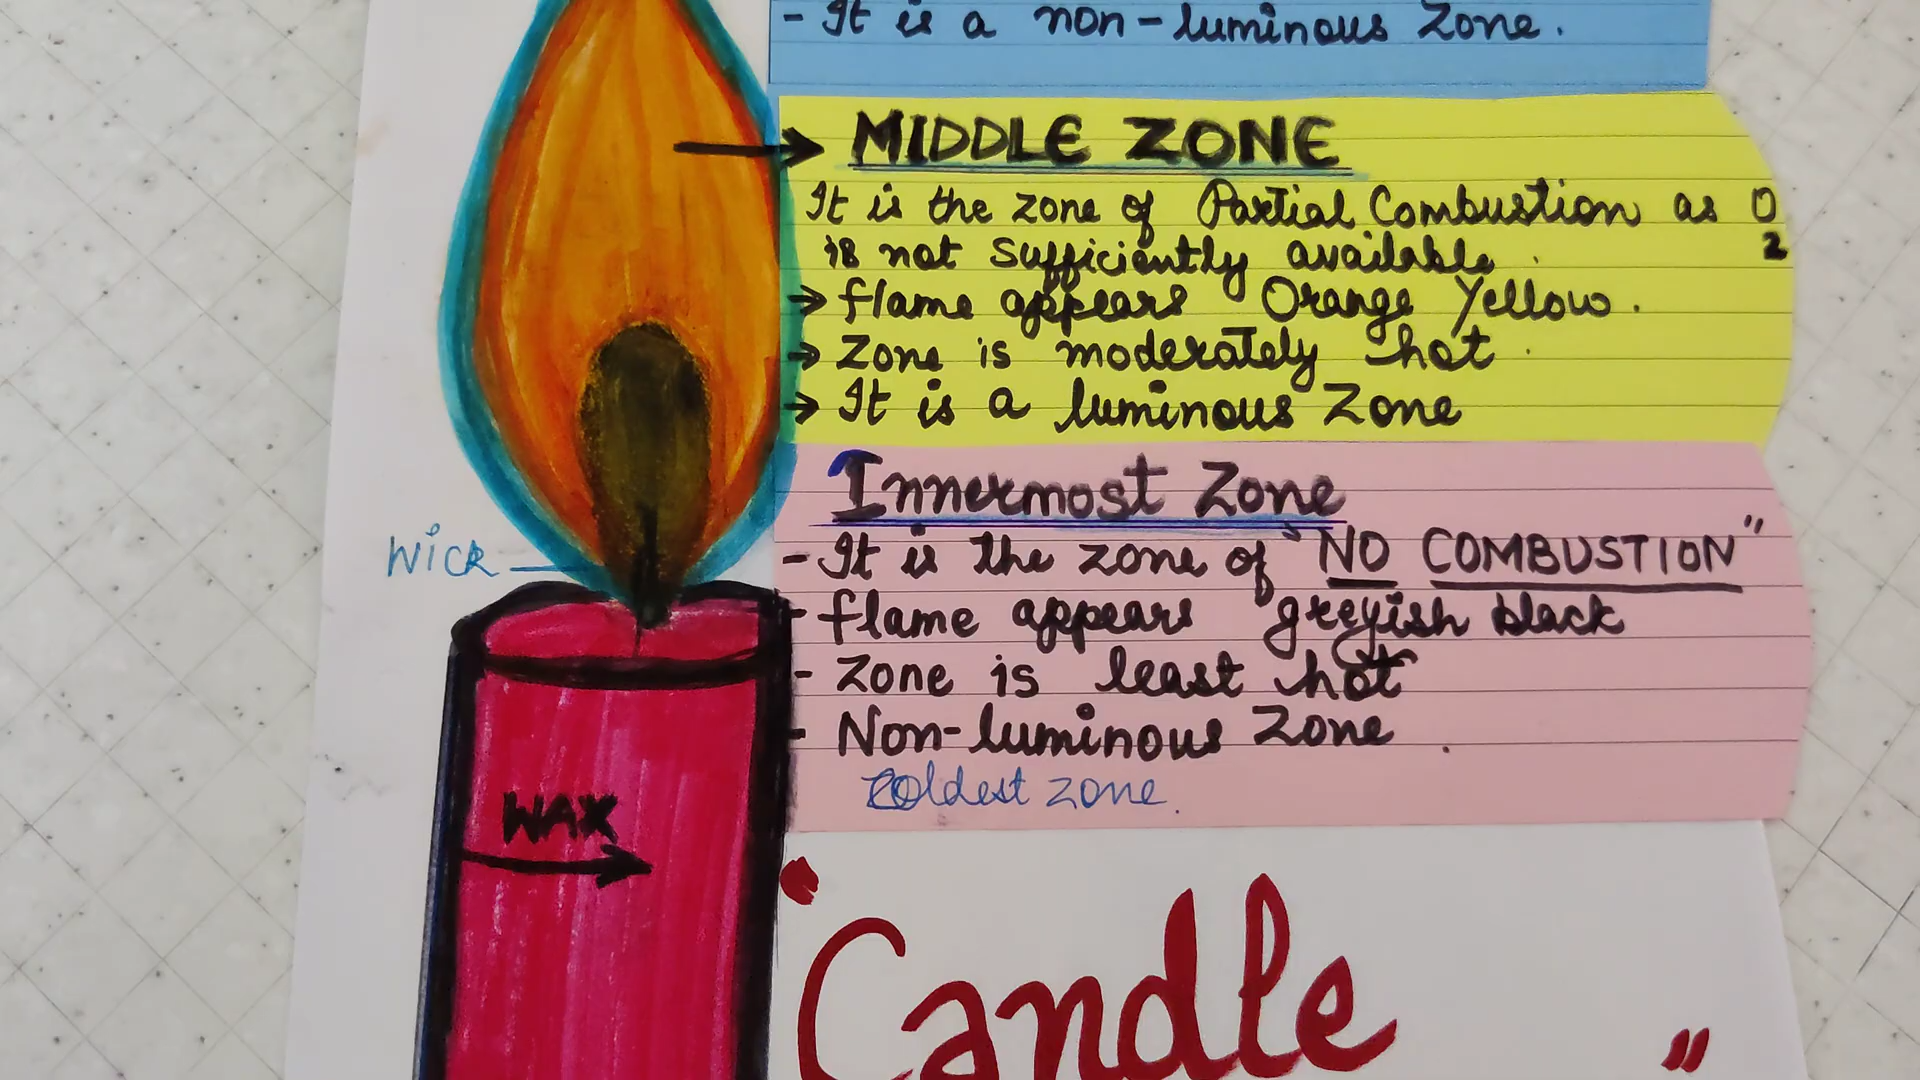 - It is a non-luminous Zone.
MIDDLE ZONE
It is the zone of Partial Combustion as O2
is not sufficiently available.
→ flame appears Orange Yellow.
→ Zone is moderately hot.
→ It is a luminous Zone
Innermost Zone
- It is the zone of "NO COMBUSTION"
- flame appears greyish black
- Zone is least hot
- Non-luminous Zone.
Coldest zone.
Wick
WAX
"Candle"